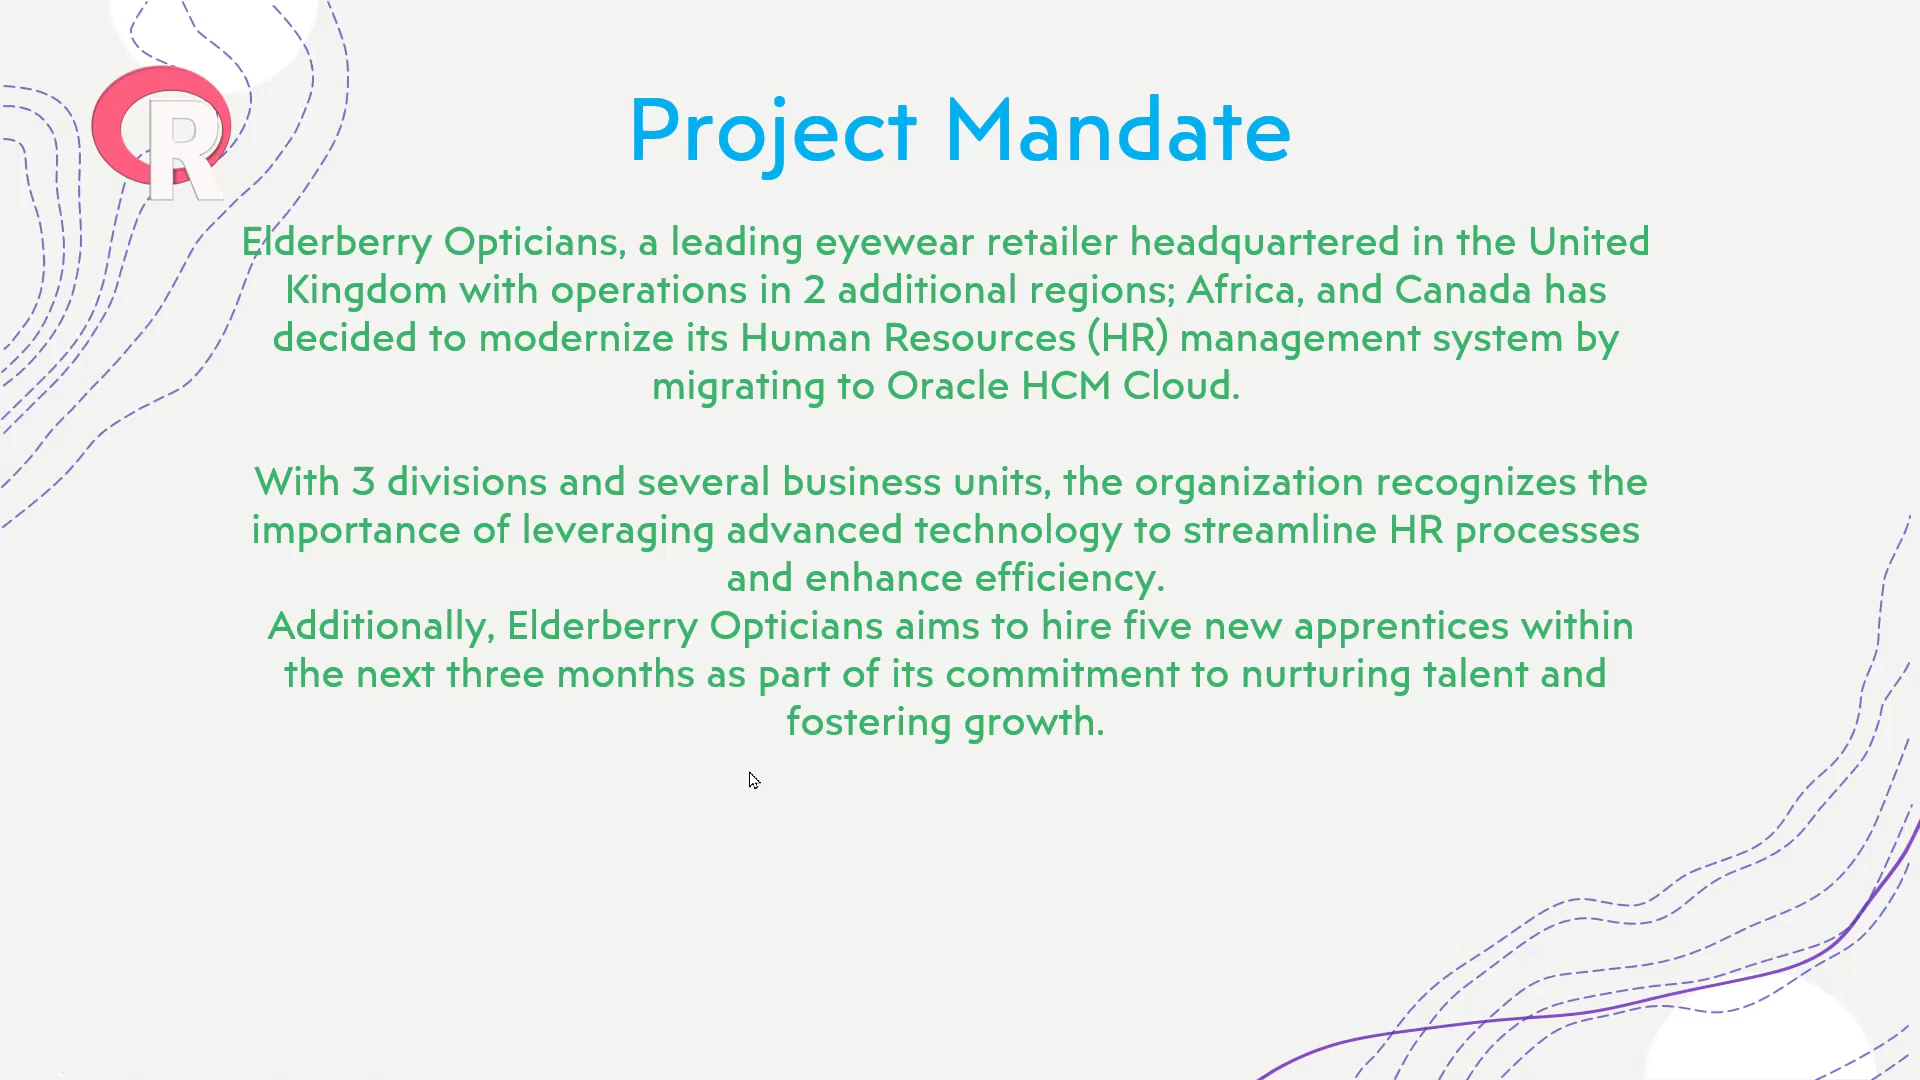 R
Project Mandate
Elderberry Opticians, a leading eyewear retailer headquartered in the United
Kingdom with operations in 2 additional regions; Africa, and Canada has
decided to modernize its Human Resources (HR) management system by
migrating to Oracle HCM Cloud.
With 3 divisions and several business units, the organization recognizes the
importance of leveraging advanced technology to streamline HR processes
and enhance efficiency.
Additionally, Elderberry Opticians aims to hire five new apprentices within
the next three months as part of its commitment to nurturing talent and
fostering growth.